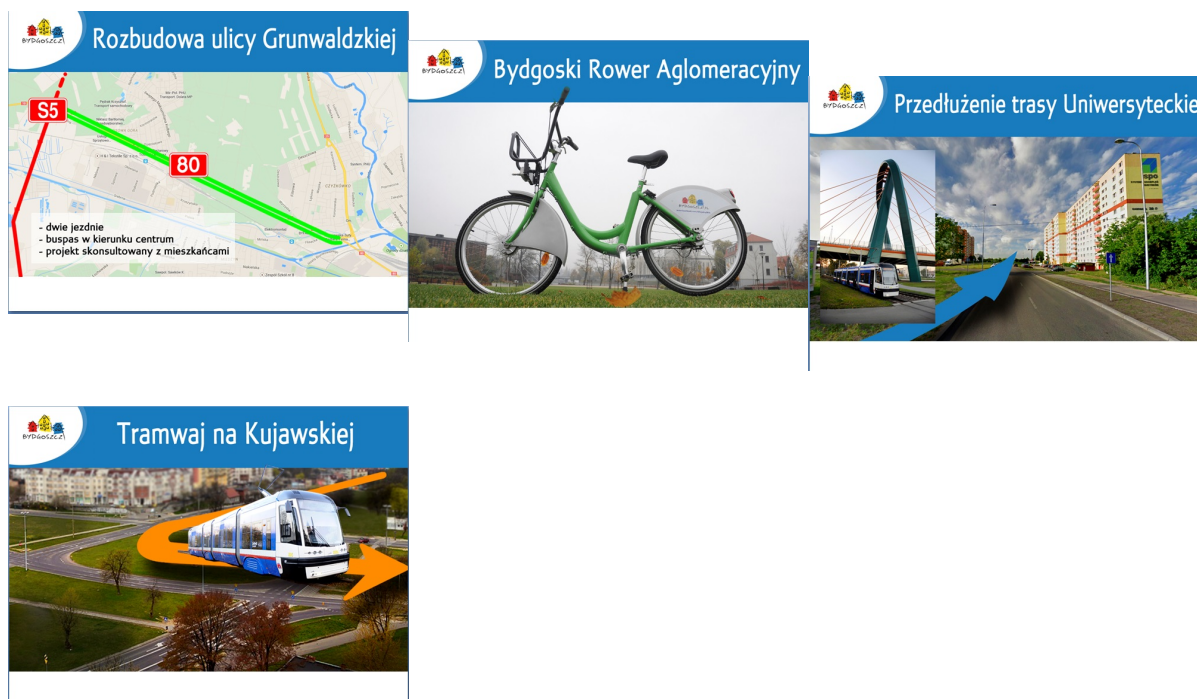 BYDGOSZCZ
Rozbudowa ulicy Grunwaldzkiej
S5
80
- dwie jezdnie
- buspas w kierunku centrum
- projekt skonsultowany z mieszkańcami
BYDGOSZCZ
Bydgoski Rower Aglomeracyjny
BYDGOSZCZ
Przedłużenie trasy Uniwersyteckie
spo
BYDGOSZCZ
Tramwaj na Kujawskiej